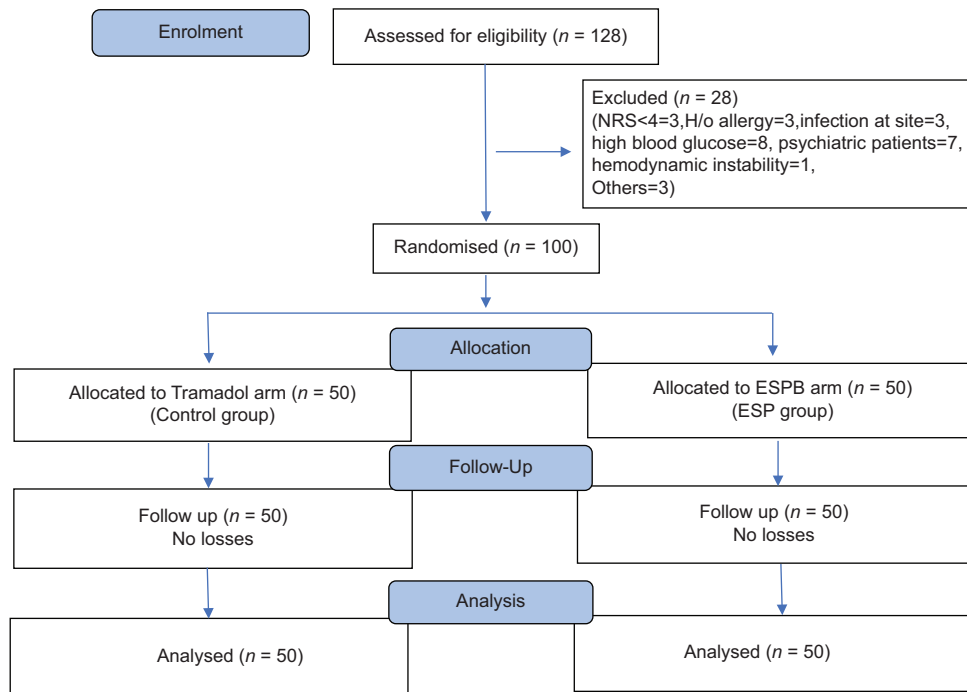 Enrolment
Assessed for eligibility (n = 128)
Excluded (n = 28)
(NRS<4=3,H/o allergy=3,infection at site=3,
high blood glucose=8, psychiatric patients=7,
hemodynamic instability=1,
Others=3)
Randomised (n = 100)
Allocation
Allocated to Tramadol arm (n = 50)
(Control group)
Allocated to ESPB arm (n = 50)
(ESP group)
Follow-Up
Follow up (n = 50)
No losses
Follow up (n = 50)
No losses
Analysis
Analysed (n = 50)
Analysed (n = 50)